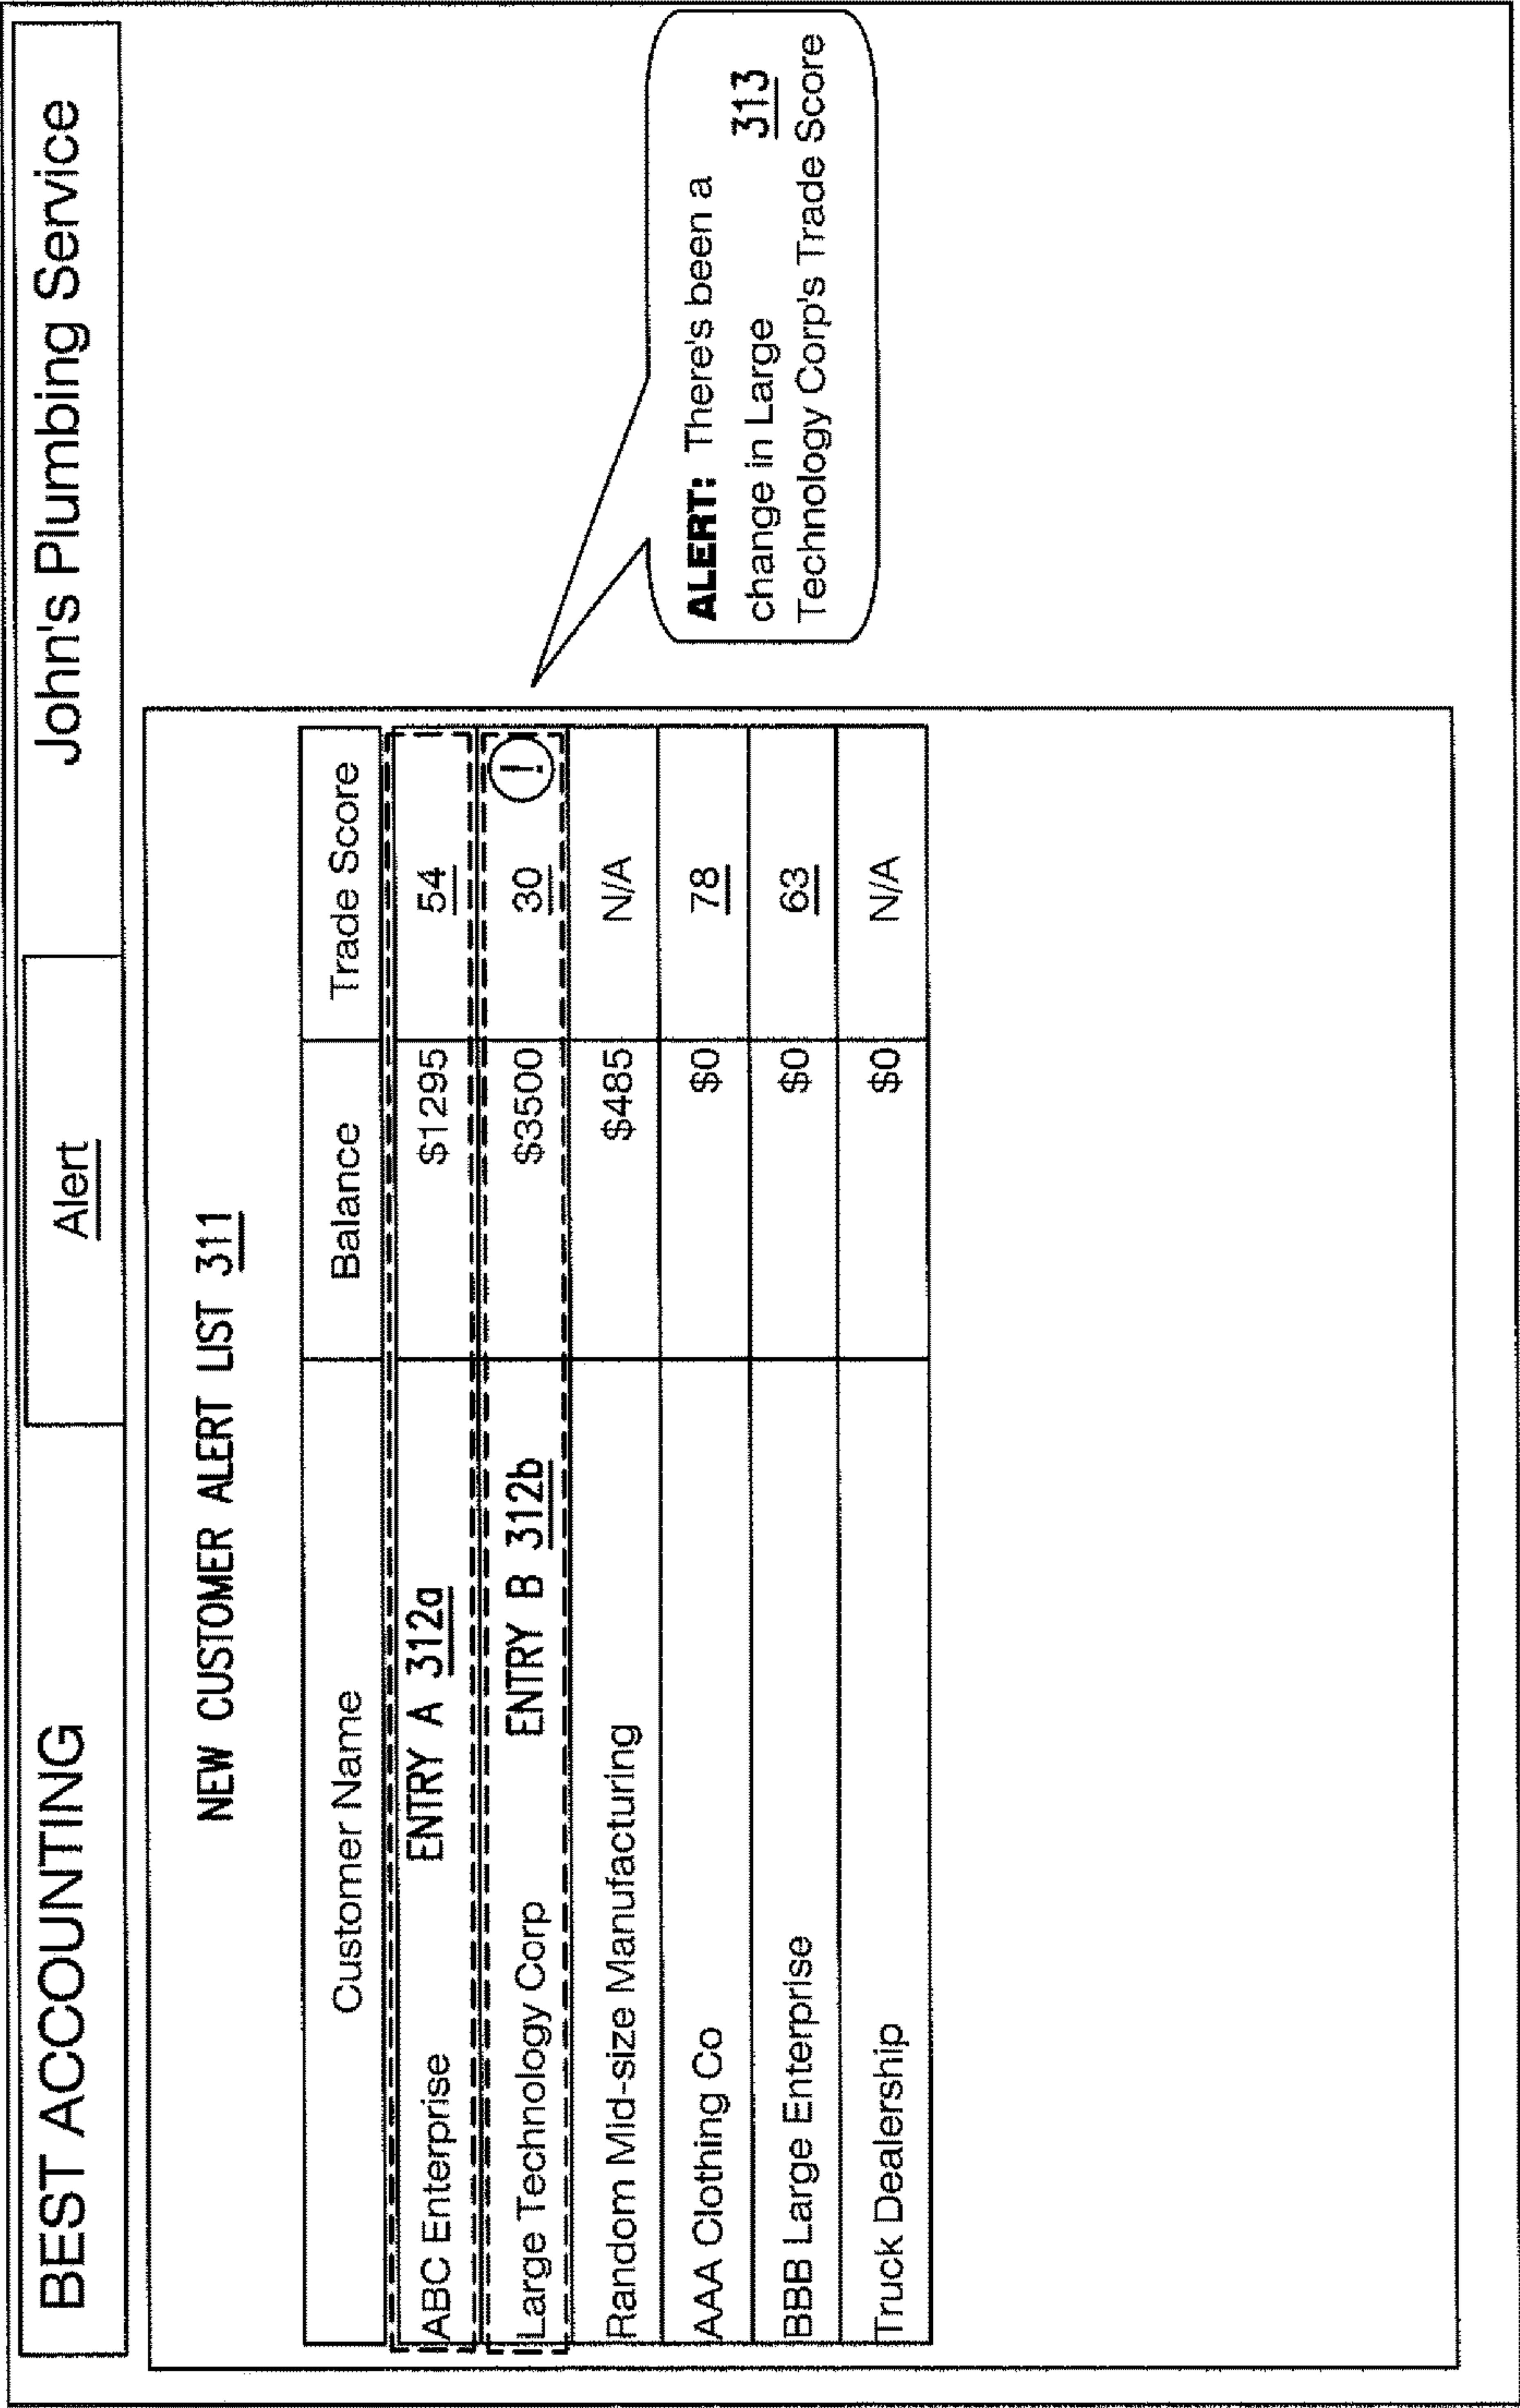 BEST ACCOUNTING Alert John's Plumbing Service
NEW CUSTOMER ALERT LIST 311
Customer Name Balance Trade Score
ABC Enterprise ENTRY A 312a $1295 54
Large Technology Corp ENTRY B 312b $3500 30 !
Random Mid-size Manufacturing $485 N/A
AAA Clothing Co $0 78
BBB Large Enterprise $0 63
Truck Dealership $0 N/A
ALERT: There's been a
change in Large 313
Technology Corp's Trade Score